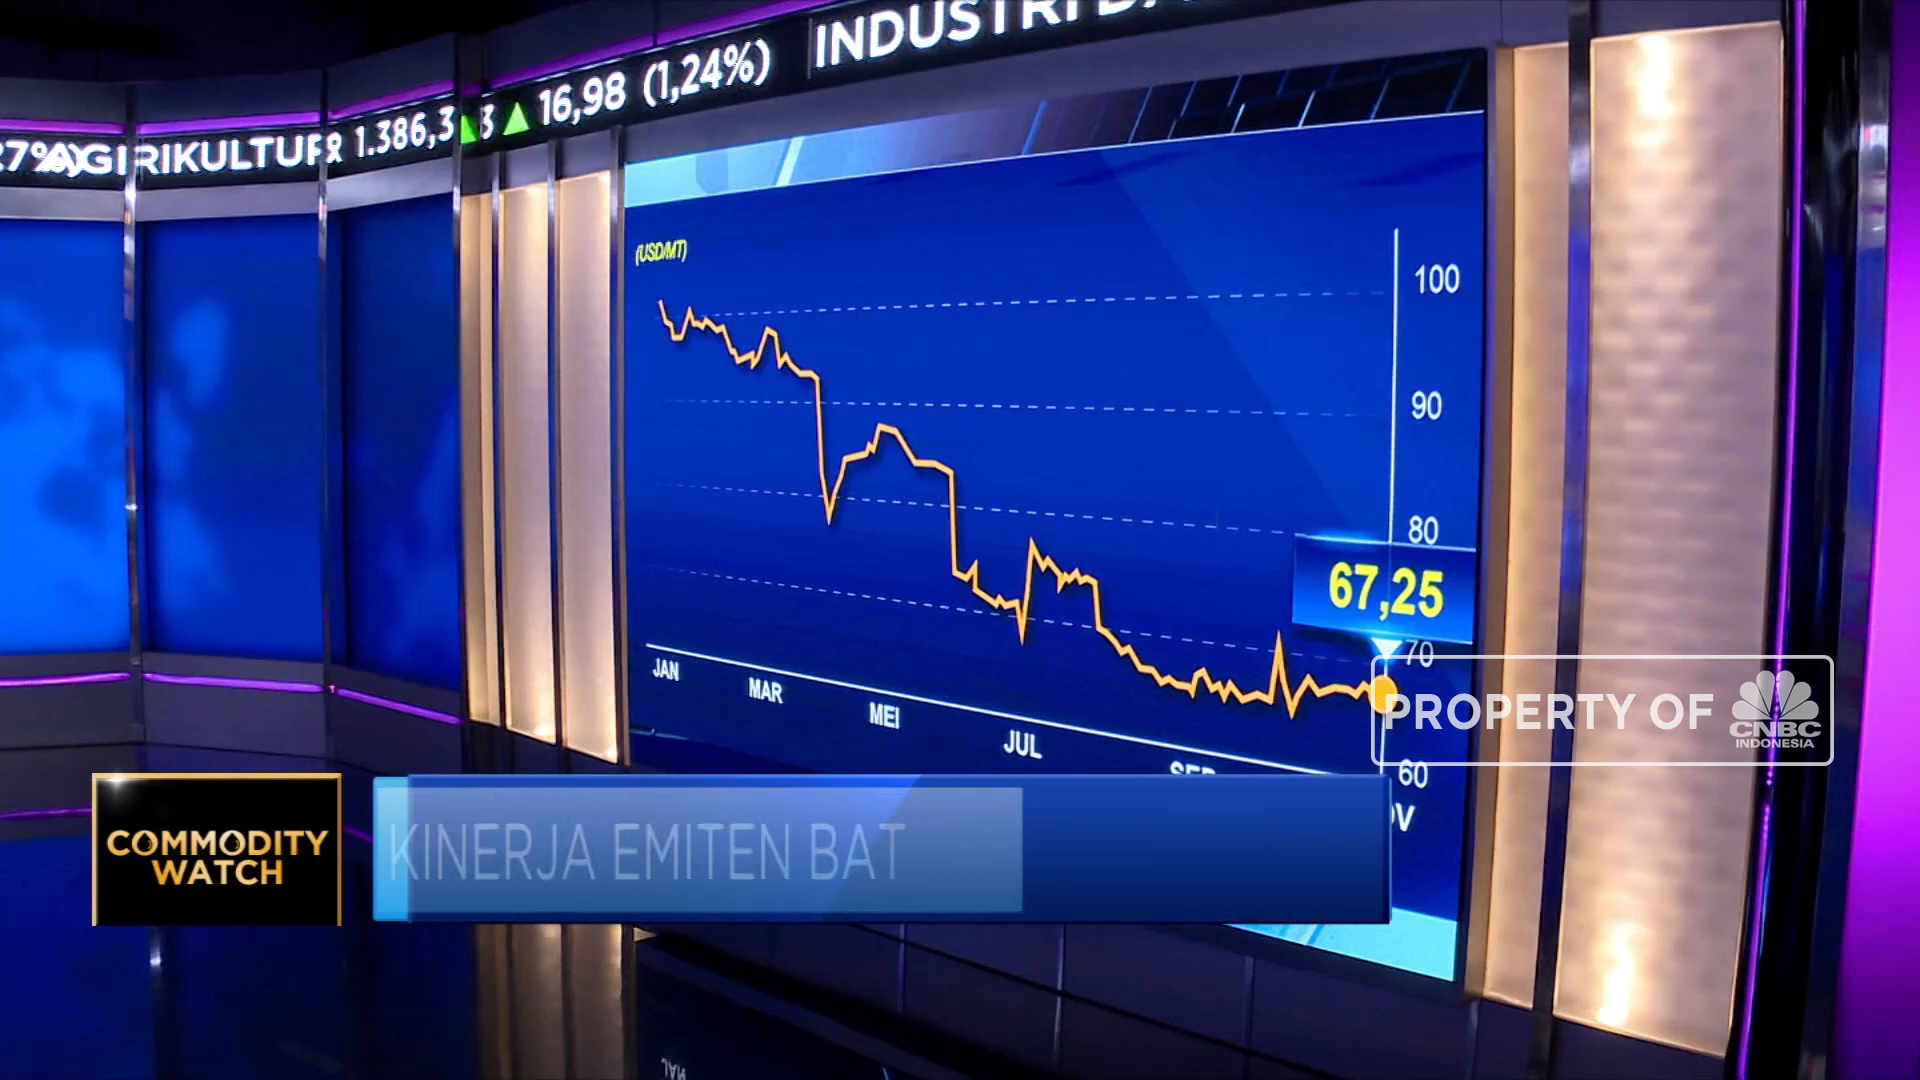 INDUSTRI
16,98 (1,24%)
1.386,3
(USD/MT)
100
90
80
67,25
70
60
JAN
MAR
MEI
JUL
PROPERTY OF
CNBC
INDONESIA
COMMODITY
WATCH
KINERJA EMITEN BAT